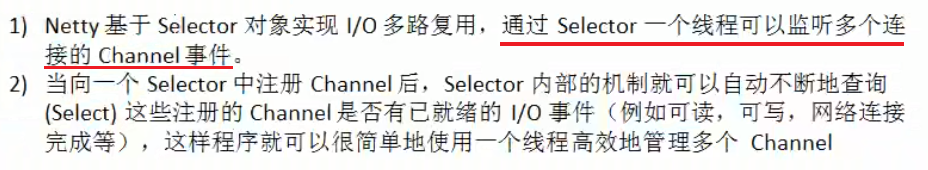 1) Netty 基于 Selector 对象实现 I/O 多路复用，通过 Selector 一个线程可以监听多个连
接的 Channel 事件。
2) 当向一个 Selector 中注册 Channel 后，Selector 内部的机制就可以自动不断地查询
(Select) 这些注册的 Channel 是否有已就绪的 I/O 事件（例如可读，可写，网络连接
完成等），这样程序就可以很简单地使用一个线程高效地管理多个 Channel